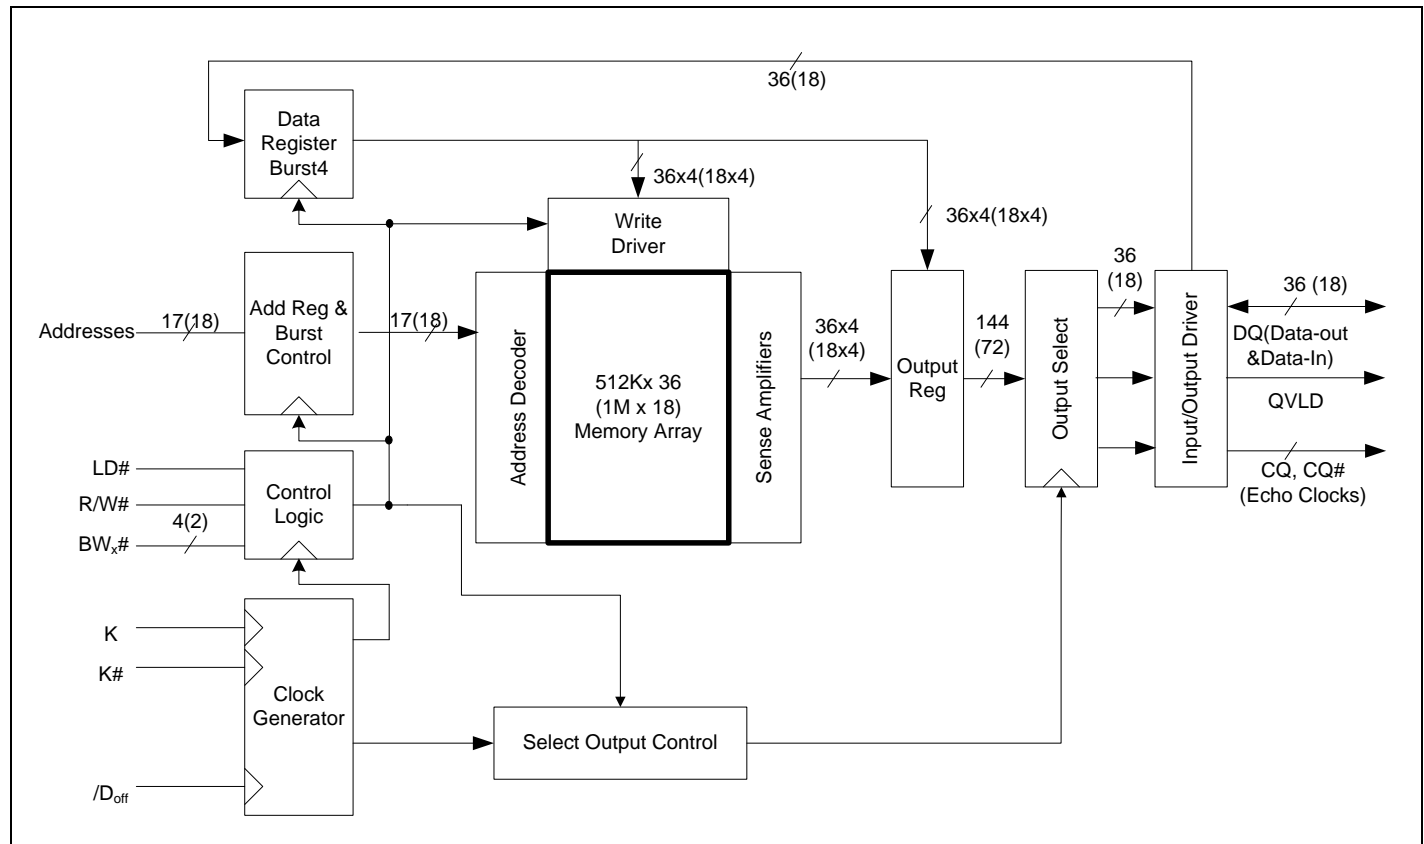 36(18)
Data
Register
Burst4
36x4(18x4)
36x4(18x4)
Write
Driver
Addresses
17(18)
Add Reg &
Burst
Control
17(18)
Address Decoder
512Kx 36
(1M x 18)
Memory Array
Sense Amplifiers
36x4
(18x4)
Output
Reg
144
(72)
Output Select
36
(18)
Input/Output Driver
36 (18)
DQ(Data-out
&Data-In)
QVLD
CQ, CQ#
(Echo Clocks)
LD#
R/W#
BWx#
4(2)
Control
Logic
K
K#
/Doff
Clock
Generator
Select Output Control